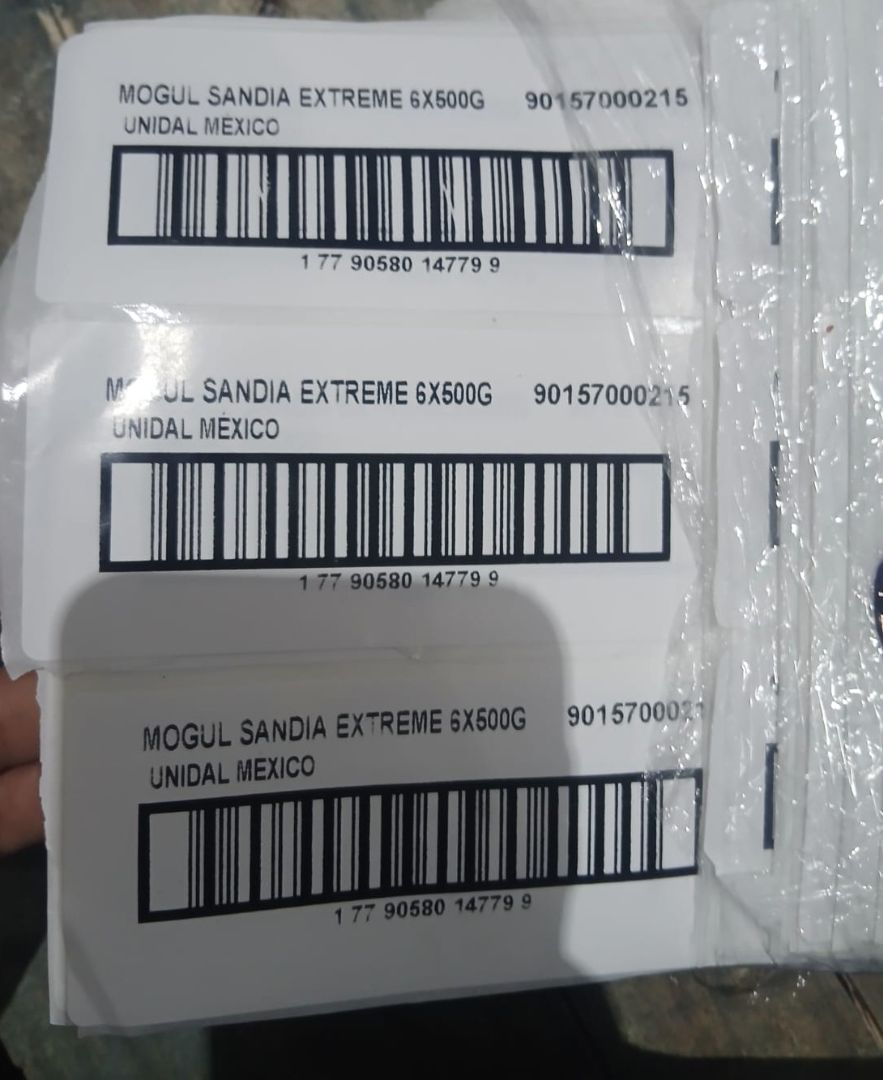 MOGUL SANDIA EXTREME 6X500G 90157000215
UNIDAL MÉXICO
1 77 90580 14779 9
SANDIA EXTREME 6X500G 90157000215
UNIDAL MÉXICO
1 77 90580 14779 9
MOGUL SANDIA EXTREME 6X500G
UNIDAL MEXICO
1 77 90580 14779 9